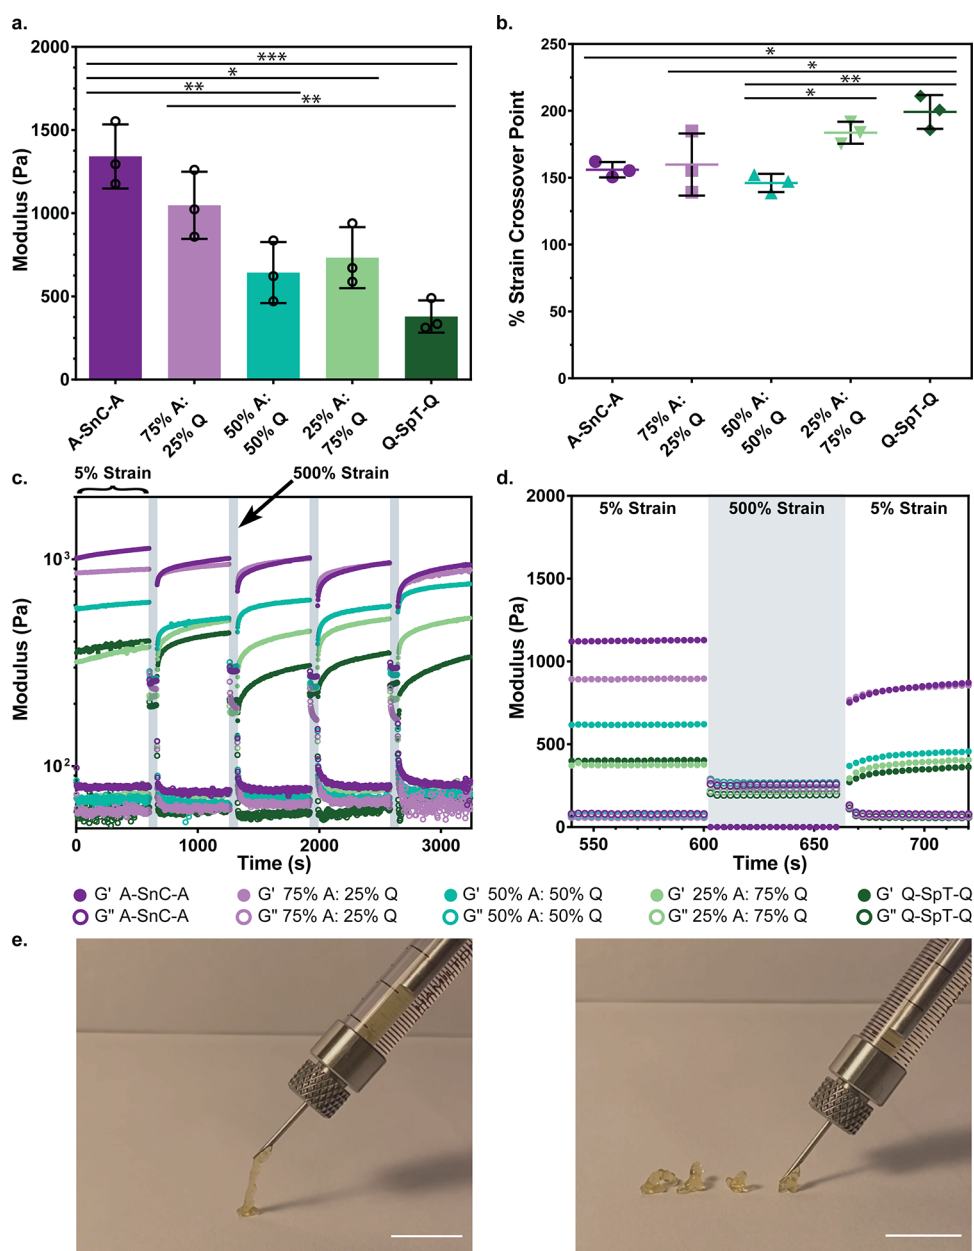 a.
Modulus (Pa)
2000
1500
1000
500
0
***
*
**
**
A-SnC-A
75% A:
25% Q
50% A:
50% Q
25% A:
75% Q
Q-SpT-Q
b.
% Strain Crossover Point
250
200
150
100
50
0
*
*
**
*
A-SnC-A
75% A:
25% Q
50% A:
50% Q
25% A:
75% Q
Q-SpT-Q
c.
5% Strain
500% Strain
Modulus (Pa)
10³
10²
0
1000
2000
3000
Time (s)
d.
Modulus (Pa)
2000
1500
1000
500
0
5% Strain
500% Strain
5% Strain
550
600
650
700
Time (s)
G' A-SnC-A
G' 75% A: 25% Q
G' 50% A: 50% Q
G' 25% A: 75% Q
G' Q-SpT-Q
G" A-SnC-A
G" 75% A: 25% Q
G" 50% A: 50% Q
G" 25% A: 75% Q
G" Q-SpT-Q
e.